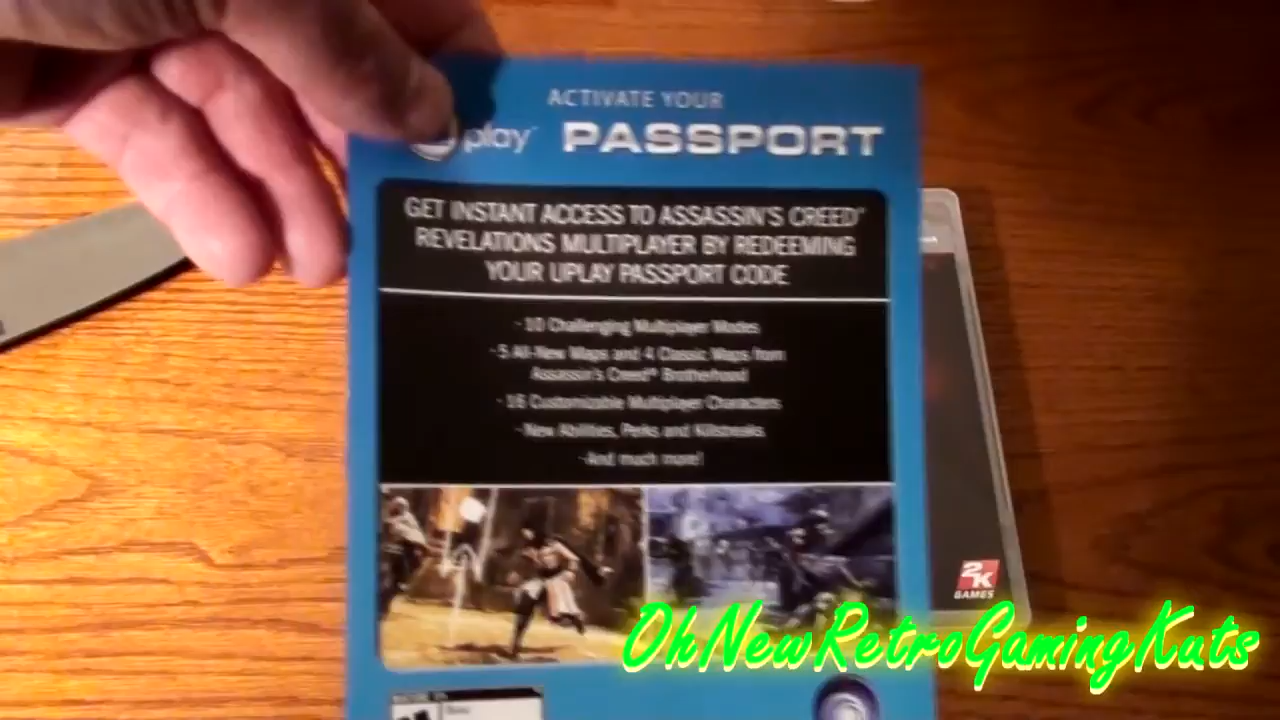 ACTIVATE YOUR
play PASSPORT
GET INSTANT ACCESS TO ASSASSIN'S CREED™
REVELATIONS MULTIPLAYER BY REDEEMING
YOUR UPLAY PASSPORT CODE
- 10 Challenging Multiplayer Modes
- 5 All-New Maps and 4 Classic Maps from
Assassin's Creed® Brotherhood
- 16 Customizable Multiplayer Characters
- New Abilities, Perks and Killstreaks
- And much more!
2K
GAMES
OhNewRetroGamingKuts